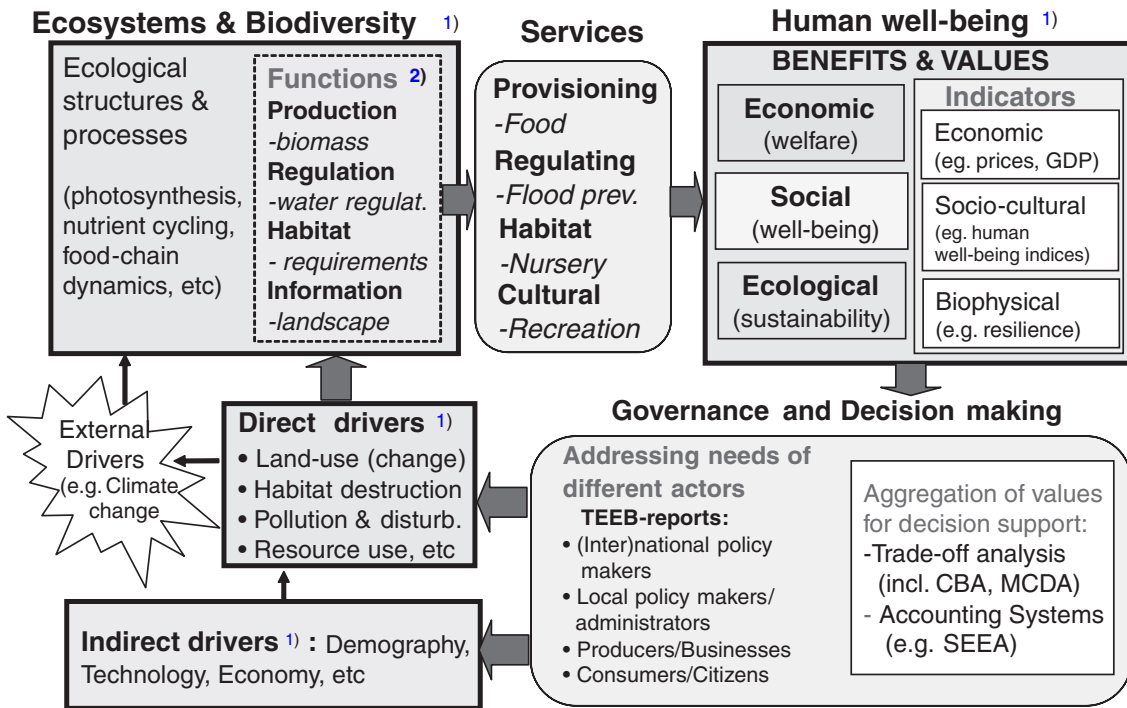 Ecosystems & Biodiversity 1)
Ecological
structures &
processes
(photosynthesis,
nutrient cycling,
food-chain
dynamics, etc)
Functions 2)
Production
-biomass
Regulation
-water regulat.
Habitat
- requirements
Information
-landscape
Services
Provisioning
-Food
Regulating
-Flood prev.
Habitat
-Nursery
Cultural
-Recreation
Human well-being 1)
BENEFITS & VALUES
Economic
(welfare)
Social
(well-being)
Ecological
(sustainability)
Indicators
Economic
(eg. prices, GDP)
Socio-cultural
(eg. human
well-being indices)
Biophysical
(e.g. resilience)
External
Drivers
(e.g. Climate
change
Direct drivers 1)
• Land-use (change)
• Habitat destruction
• Pollution & disturb.
• Resource use, etc
Indirect drivers 1) : Demography,
Technology, Economy, etc
Governance and Decision making
Addressing needs of
different actors
TEEB-reports:
• (Inter)national policy
makers
• Local policy makers/
administrators
• Producers/Businesses
• Consumers/Citizens
Aggregation of values
for decision support:
-Trade-off analysis
(incl. CBA, MCDA)
- Accounting Systems
(e.g. SEEA)